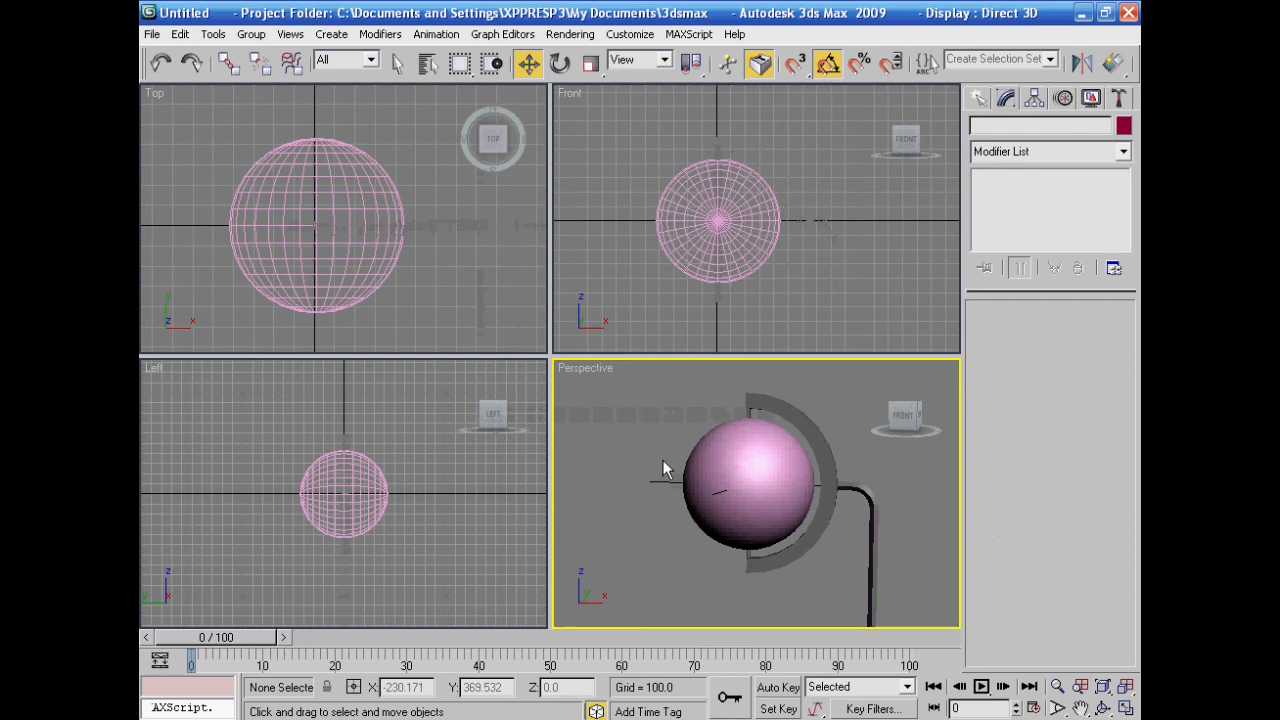 Untitled - Project Folder: C:\Documents and Settings\XPPRESP3\My Documents\3dsmax - Autodesk 3ds Max 2009 - Display : Direct 3D
File Edit Tools Group Views Create Modifiers Animation Graph Editors Rendering Customize MAXScript Help
All View 3 % ABC Create Selection Set
Top TOP Front FRONT
Modifier List
y z x z y x
Left LEFT Perspective FRONT
z y x z y x
0 / 100
0 10 20 30 40 50 60 70 80 90 100
None Selecte X: -230.171 Y: 369.532 Z: 0.0 Grid = 100.0 Auto Key Selected
AXScript. Click and drag to select and move objects Add Time Tag Set Key Key Filters... 0